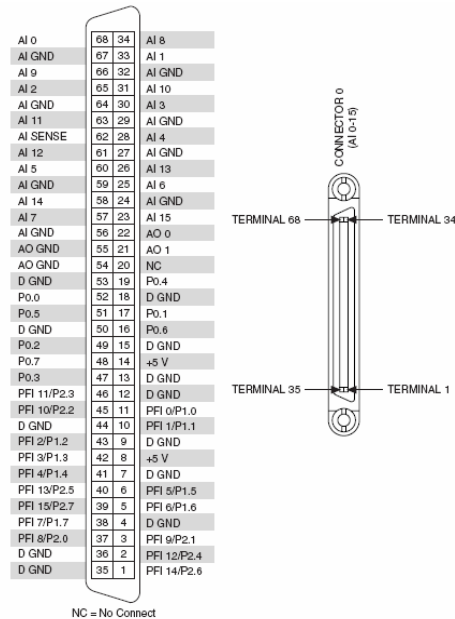 AI 0 68 34 AI 8
AI GND 67 33 AI 1
AI 9 66 32 AI GND
AI 2 65 31 AI 10
AI GND 64 30 AI 3
AI 11 63 29 AI GND
AI SENSE 62 28 AI 4
AI 12 61 27 AI GND
AI 5 60 26 AI 13
AI GND 59 25 AI 6
AI 14 58 24 AI GND
AI 7 57 23 AI 15
AI GND 56 22 AO 0
AO GND 55 21 AO 1
AO GND 54 20 NC
D GND 53 19 P0.4
P0.0 52 18 D GND
P0.5 51 17 P0.1
D GND 50 16 P0.6
P0.2 49 15 D GND
P0.7 48 14 +5 V
P0.3 47 13 D GND
PFI 11/P2.3 46 12 D GND
PFI 10/P2.2 45 11 PFI 0/P1.0
D GND 44 10 PFI 1/P1.1
PFI 2/P1.2 43 9 D GND
PFI 3/P1.3 42 8 +5 V
PFI 4/P1.4 41 7 D GND
PFI 13/P2.5 40 6 PFI 5/P1.5
PFI 15/P2.7 39 5 PFI 6/P1.6
PFI 7/P1.7 38 4 D GND
PFI 8/P2.0 37 3 PFI 9/P2.1
D GND 36 2 PFI 12/P2.4
D GND 35 1 PFI 14/P2.6
NC = No Connect
CONNECTOR 0
(AI 0-15)
TERMINAL 68 TERMINAL 34
TERMINAL 35 TERMINAL 1